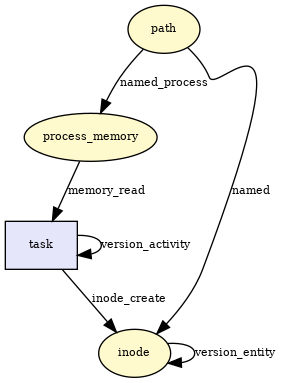 path
named_process
process_memory
memory_read
named
task
version_activity
inode_create
inode
version_entity